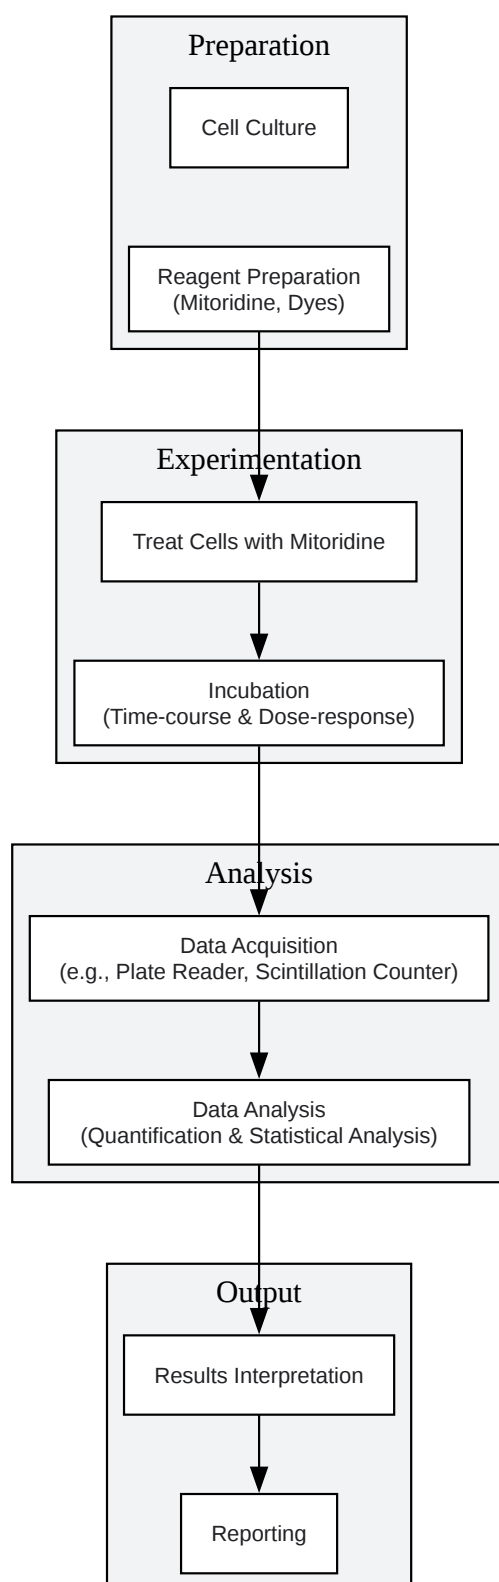 Preparation
Cell Culture
Reagent Preparation
(Mitoridine, Dyes)
Experimentation
Treat Cells with Mitoridine
Incubation
(Time-course & Dose-response)
Analysis
Data Acquisition
(e.g., Plate Reader, Scintillation Counter)
Data Analysis
(Quantification & Statistical Analysis)
Output
Results Interpretation
Reporting